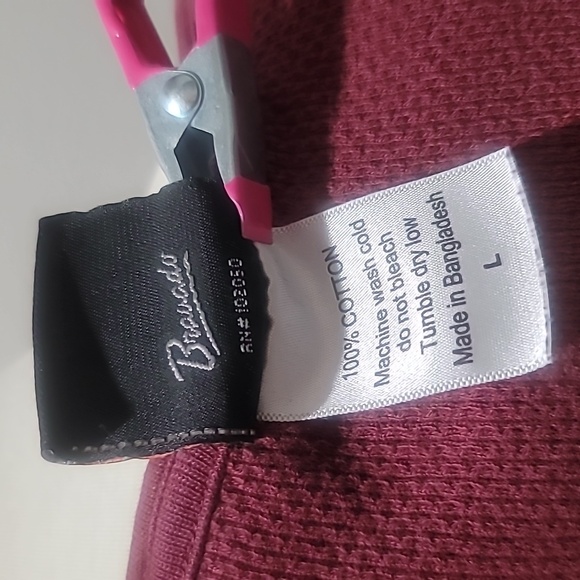 Bravado
RN# 102050
100% COTTON
Machine wash cold
do not bleach
Tumble dry low
Made in Bangladesh
L